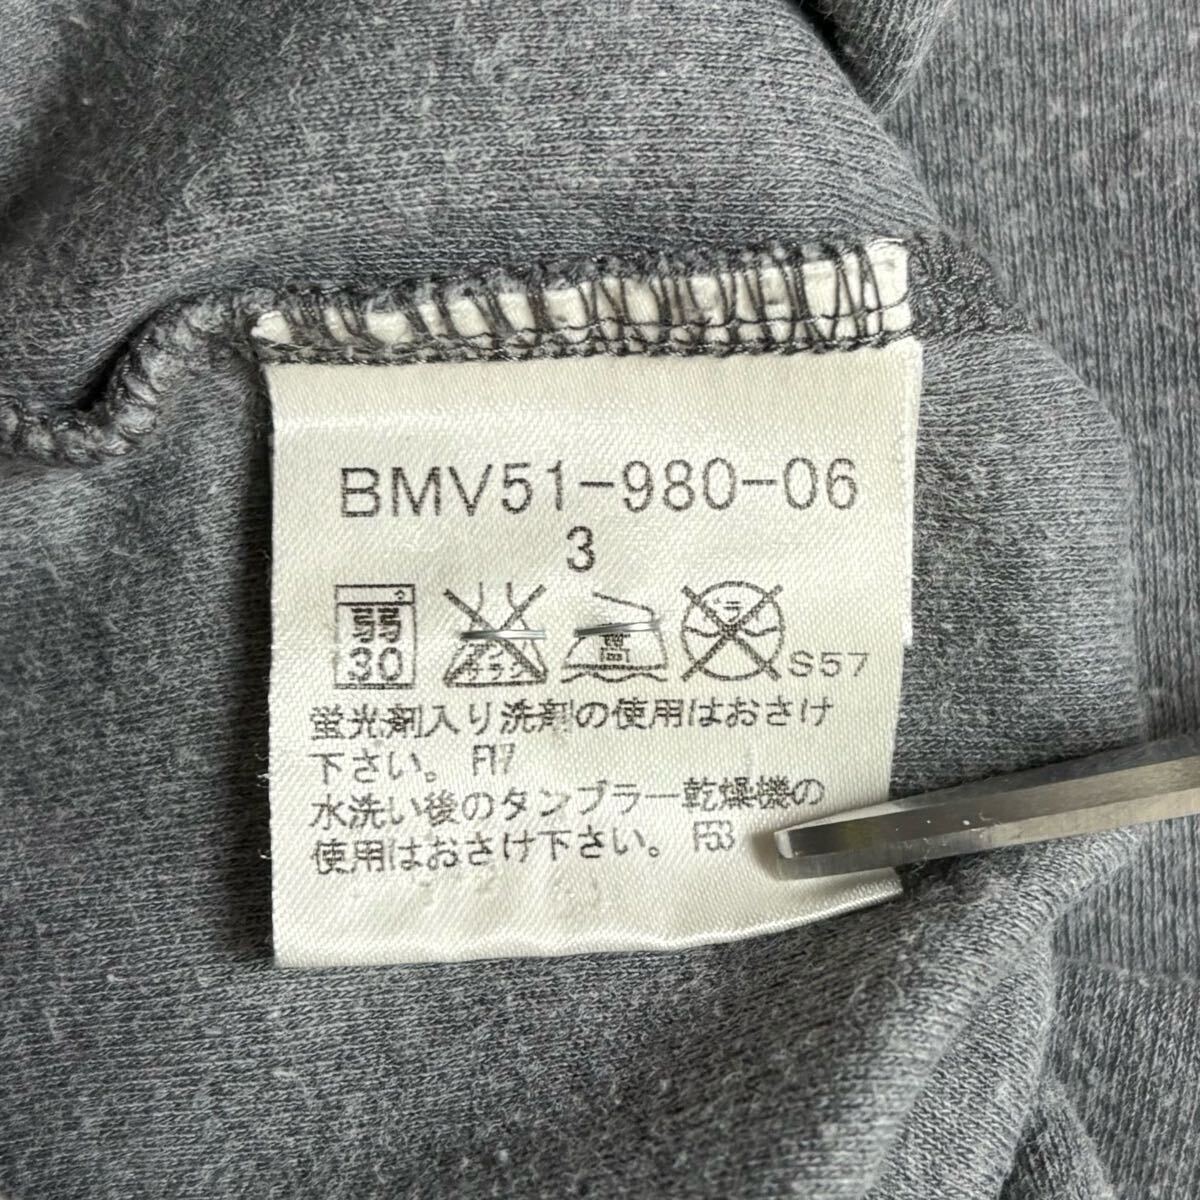 BMV51-980-06
3
弱
30
S57
蛍光剤入り洗剤の使用はおさけ
下さい。 F17
水洗い後のタンブラー乾燥機の
使用はおさけ下さい。 F53